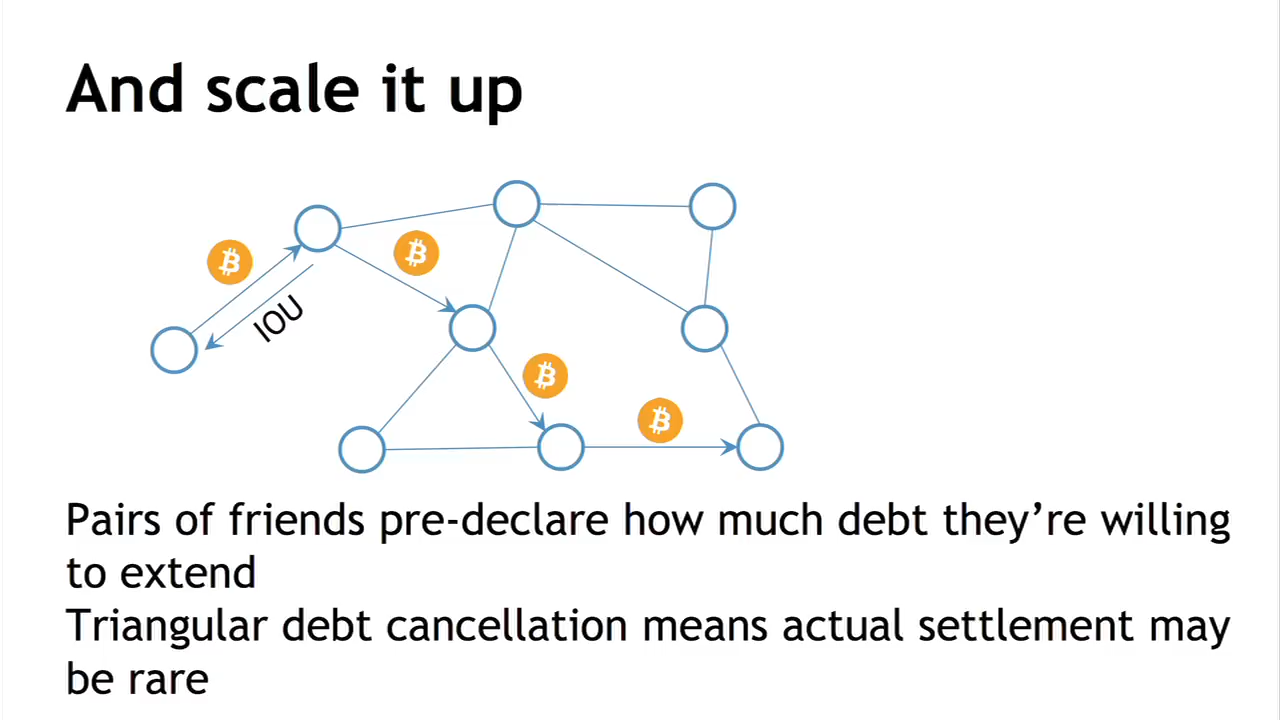 And scale it up
IOU
Pairs of friends pre-declare how much debt they’re willing
to extend
Triangular debt cancellation means actual settlement may
be rare